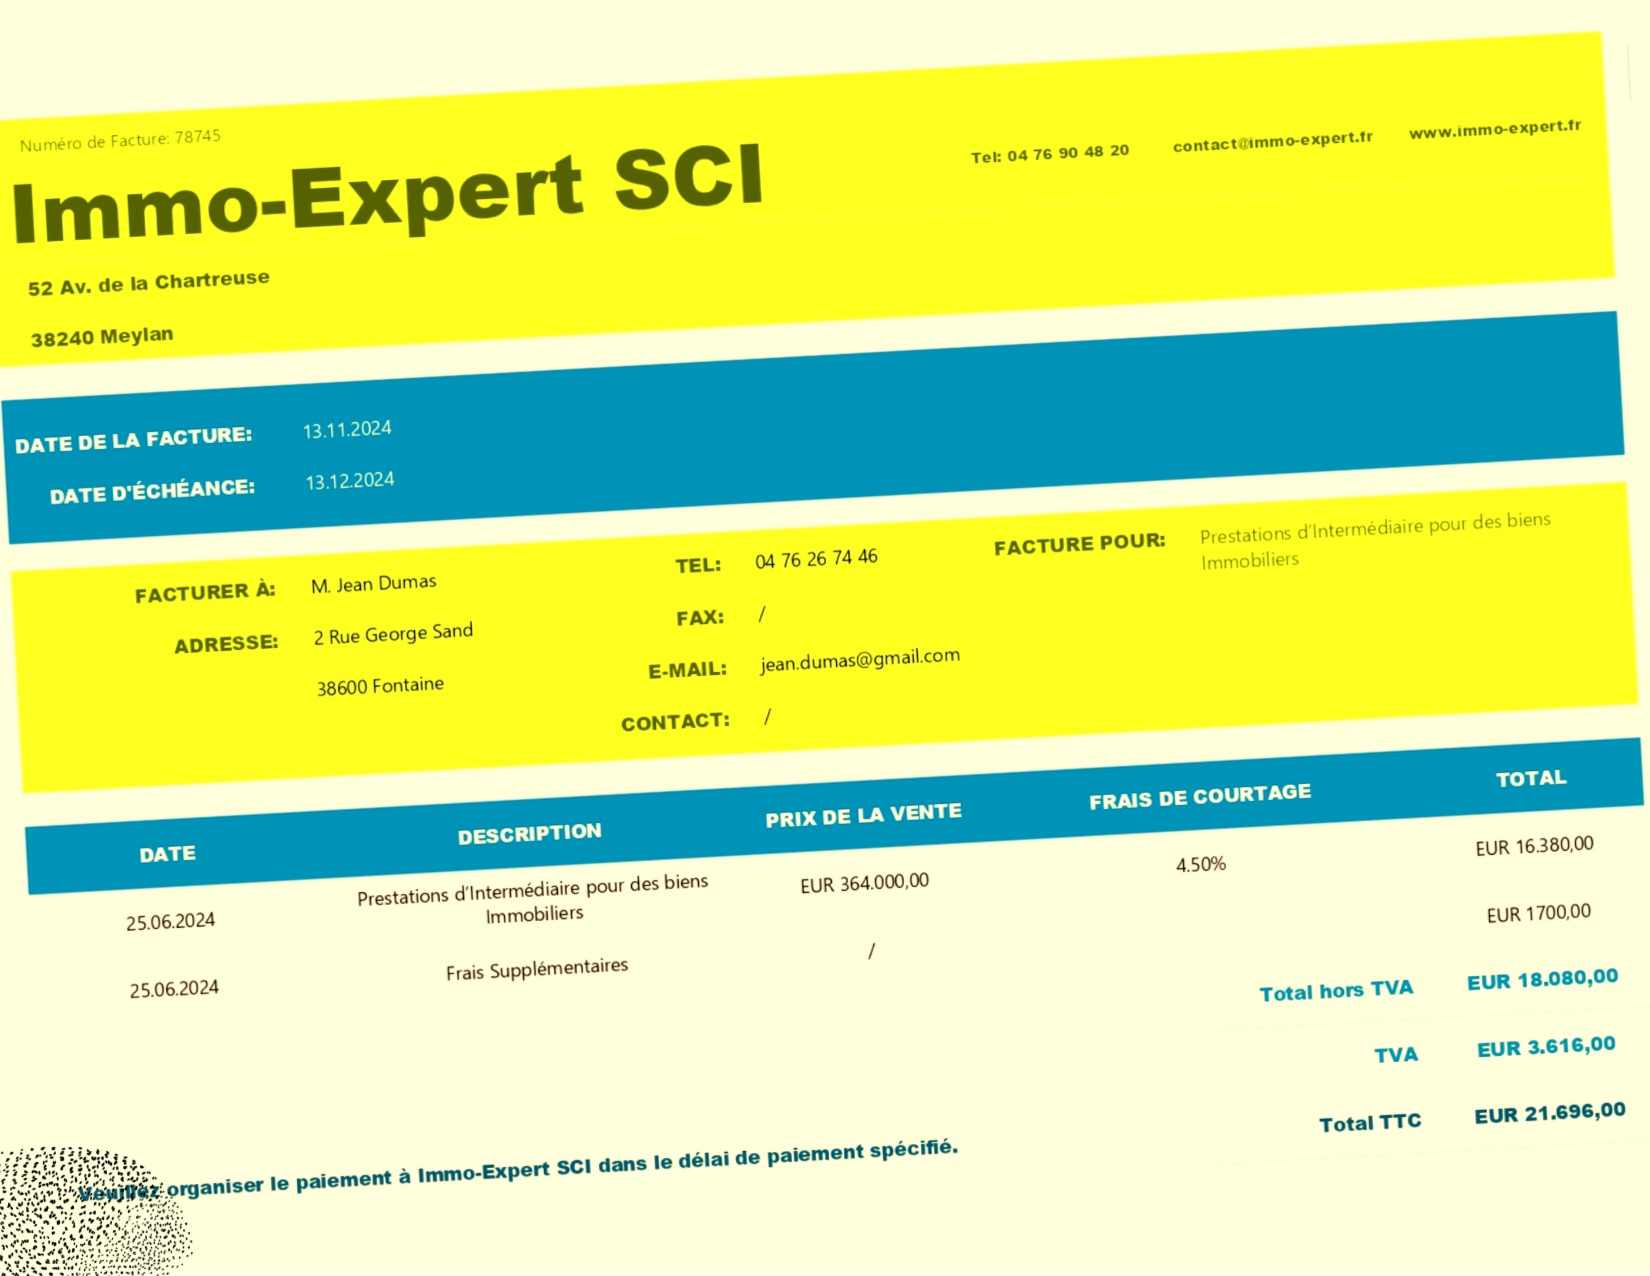 Numéro de Facture: 78745
Immo-Expert SCI
Tel: 04 76 90 48 20 contact@immo-expert.fr www.immo-expert.fr
52 Av. de la Chartreuse
38240 Meylan
DATE DE LA FACTURE: 13.11.2024
DATE D'ÉCHÉANCE: 13.12.2024
FACTURER À: M. Jean Dumas
ADRESSE: 2 Rue George Sand
38600 Fontaine
TEL: 04 76 26 74 46
FAX: /
E-MAIL: jean.dumas@gmail.com
CONTACT: /
FACTURE POUR: Prestations d'Intermédiaire pour des biens
Immobiliers
DATE DESCRIPTION PRIX DE LA VENTE FRAIS DE COURTAGE TOTAL
25.06.2024 Prestations d'Intermédiaire pour des biens EUR 364.000,00 4.50% EUR 16.380,00
Immobiliers
25.06.2024 Frais Supplémentaires / EUR 1700,00
Total hors TVA EUR 18.080,00
TVA EUR 3.616,00
Total TTC EUR 21.696,00
Veuillez organiser le paiement à Immo-Expert SCI dans le délai de paiement spécifié.